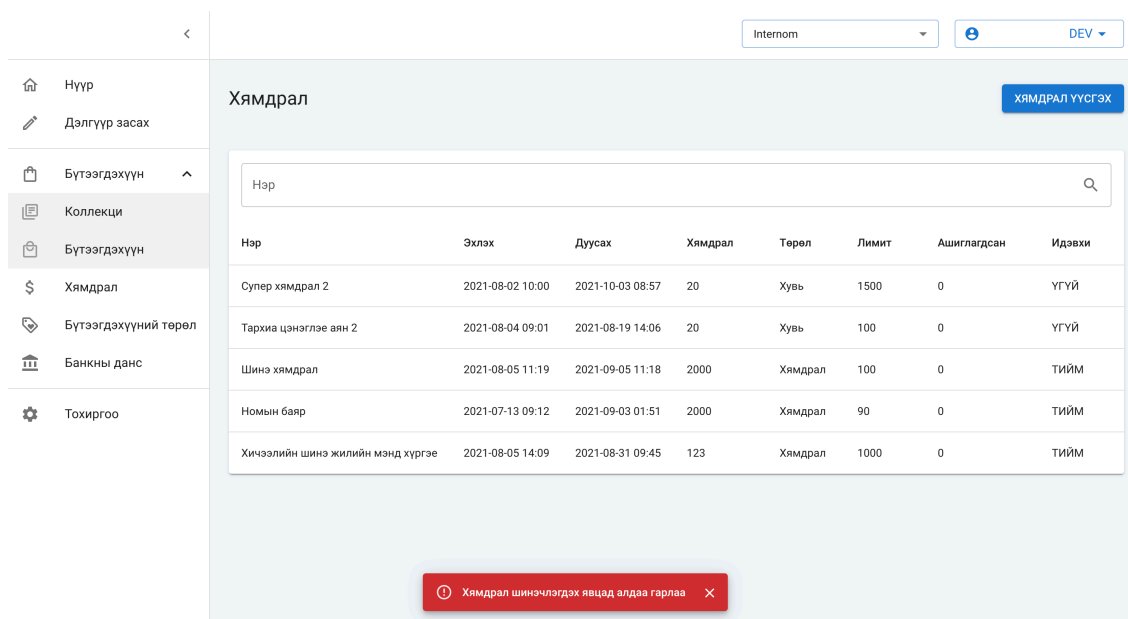 Internom
DEV
Нүүр
Дэлгүүр засах
Бүтээгдэхүүн
Коллекци
Бүтээгдэхүүн
Хямдрал
Бүтээгдэхүүний төрөл
Банкны данс
Тохиргоо
Хямдрал
ХЯМДРАЛ ҮҮСГЭХ
Нэр
Нэр Эхлэх Дуусах Хямдрал Төрөл Лимит Ашиглагдсан Идэвхи
Супер хямдрал 2 2021-08-02 10:00 2021-10-03 08:57 20 Хувь 1500 0 ҮГҮЙ
Тархиа цэнэглэе аян 2 2021-08-04 09:01 2021-08-19 14:06 20 Хувь 100 0 ҮГҮЙ
Шинэ хямдрал 2021-08-05 11:19 2021-09-05 11:18 2000 Хямдрал 100 0 ТИЙМ
Номын баяр 2021-07-13 09:12 2021-09-03 01:51 2000 Хямдрал 90 0 ТИЙМ
Хичээлийн шинэ жилийн мэнд хүргэе 2021-08-05 14:09 2021-08-31 09:45 123 Хямдрал 1000 0 ТИЙМ
Хямдрал шинэчлэгдэх явцад алдаа гарлаа